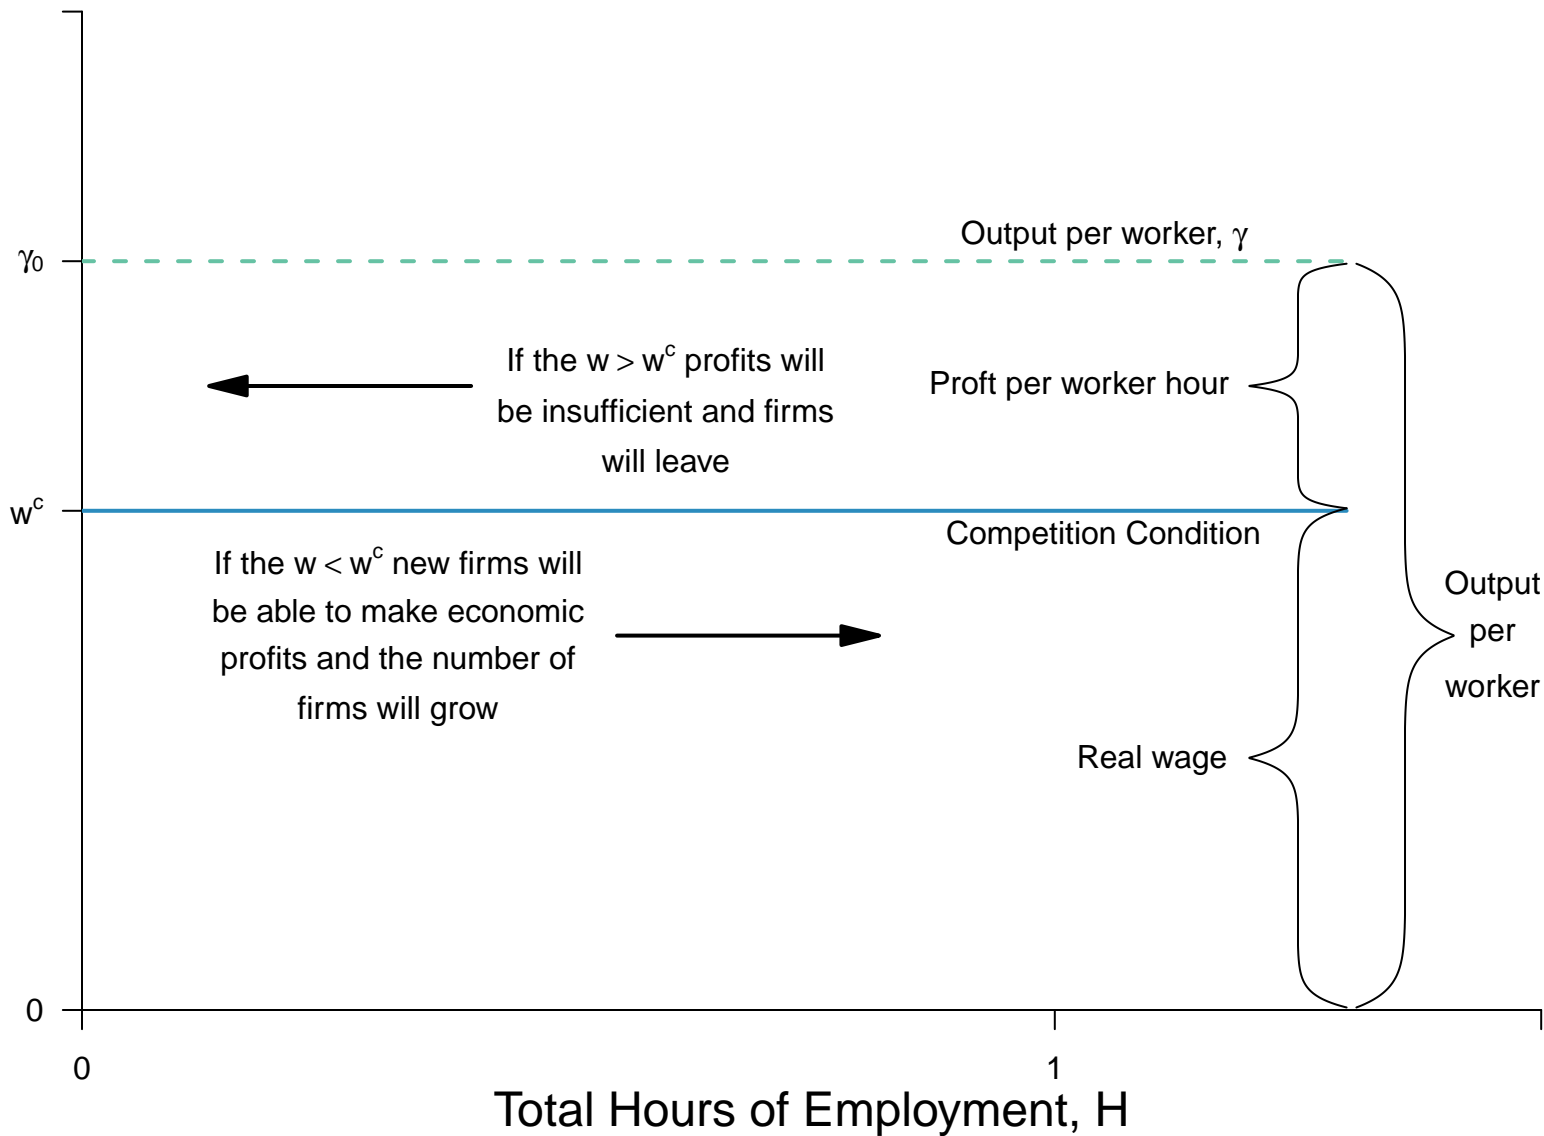 Output per worker, γ
γ₀
If the w > wᶜ profits will
be insufficient and firms
will leave
Proft per worker hour
wᶜ
Competition Condition
If the w < wᶜ new firms will
be able to make economic
profits and the number of
firms will grow
Output
per
worker
Real wage
0
0
1
Total Hours of Employment, H